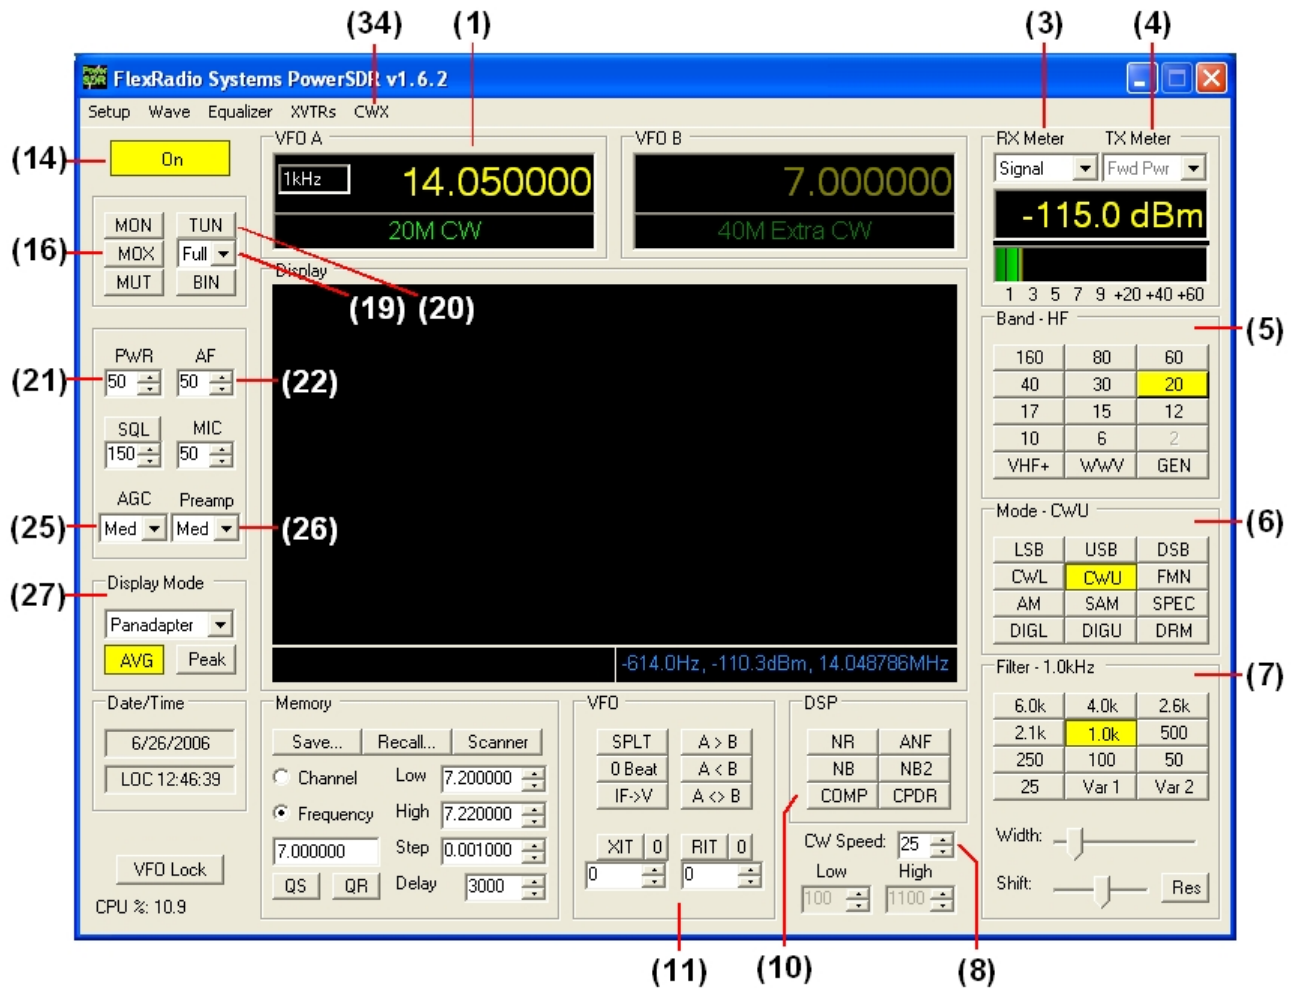 (34) (1) (3) (4)
Power SDR FlexRadio Systems PowerSDR v1.6.2
Setup Wave Equalizer XVTRs CWX
(14) On
VFO A
1kHz 14.050000
20M CW
VFO B
7.000000
40M Extra CW
RX Meter TX Meter
Signal Fwd Pwr
-115.0 dBm
1 3 5 7 9 +20 +40 +60
MON TUN
(16) MOX Full
MUT BIN
(19) (20)
Display
Band - HF (5)
160 80 60
40 30 20
17 15 12
10 6 2
VHF+ WWV GEN
PWR AF
(21) 50 50 (22)
SQL MIC
150 50
AGC Preamp
(25) Med Med (26)
Mode - CWU (6)
LSB USB DSB
CWL CWU FMN
AM SAM SPEC
DIGL DIGU DRM
(27) Display Mode
Panadapter
AVG Peak
-614.0Hz, -110.3dBm, 14.048786MHz
Filter - 1.0kHz (7)
6.0k 4.0k 2.6k
2.1k 1.0k 500
250 100 50
25 Var 1 Var 2
Width:
Shift: Res
Date/Time
6/26/2006
LOC 12:46:39
VFO Lock
CPU %: 10.9
Memory
Save... Recall... Scanner
Channel Low 7.200000
Frequency High 7.220000
7.000000 Step 0.001000
QS QR Delay 3000
VFO
SPLT A > B
0 Beat A < B
IF->V A <> B
XIT 0 RIT 0
0 0
DSP
NR ANF
NB NB2
COMP CPDR
CW Speed: 25
Low High
100 1100
(11) (10) (8)